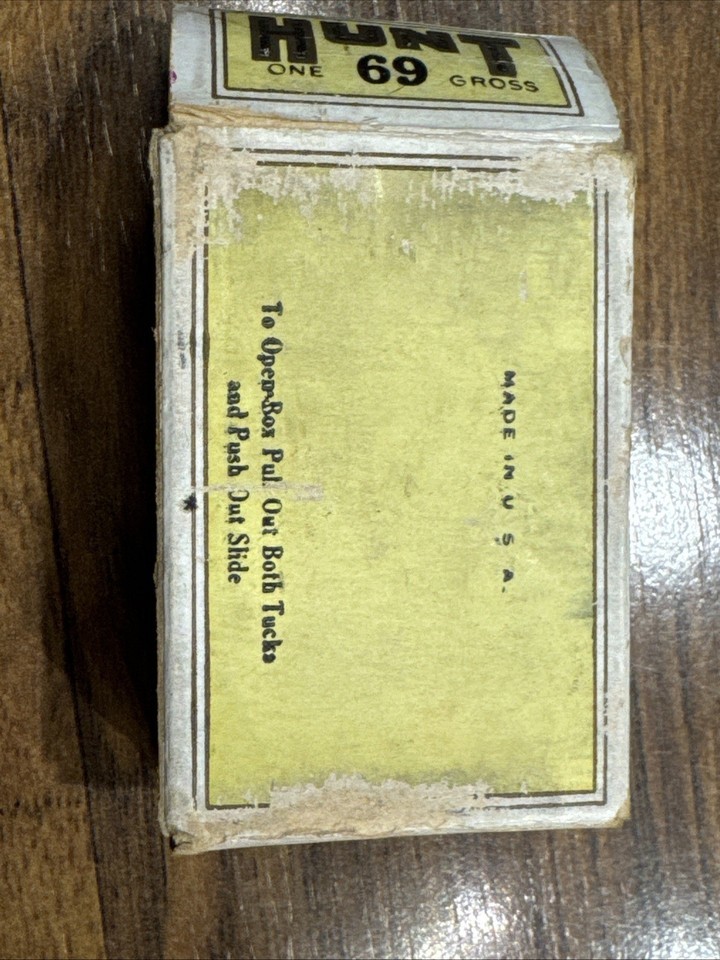 HUNT
ONE 69 GROSS
MADE IN U S A.
To Open Box Pull Out Both Tucks
and Push Out Slide